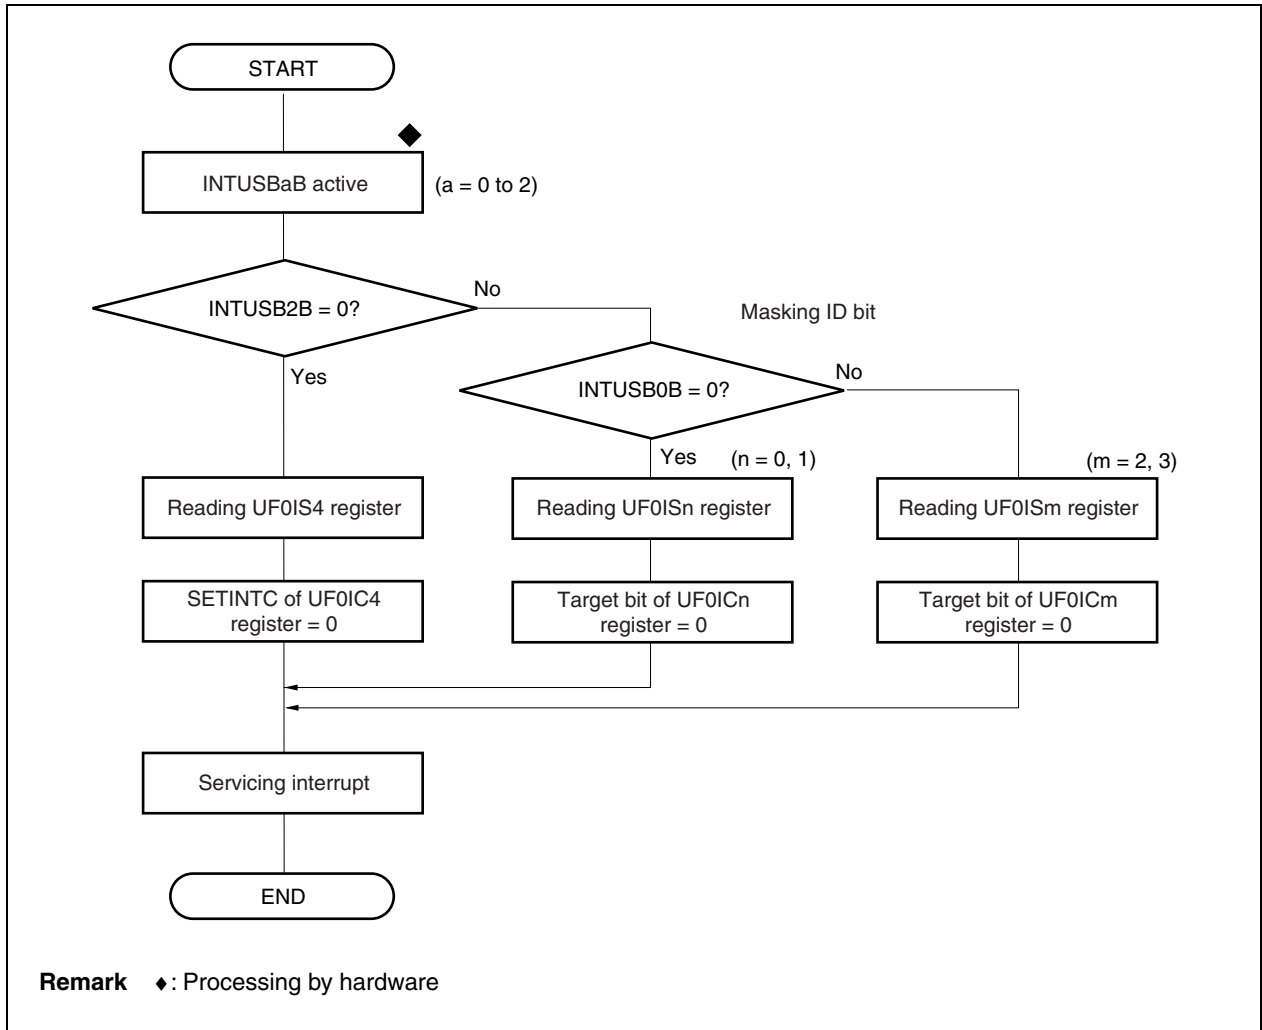 START
INTUSBaB active
(a = 0 to 2)
INTUSB2B = 0?
No
Masking ID bit
Yes
INTUSB0B = 0?
No
Yes
(n = 0, 1)
(m = 2, 3)
Reading UF0IS4 register
Reading UF0ISn register
Reading UF0ISm register
SETINTC of UF0IC4
register = 0
Target bit of UF0ICn
register = 0
Target bit of UF0ICm
register = 0
Servicing interrupt
END
Remark ♦: Processing by hardware